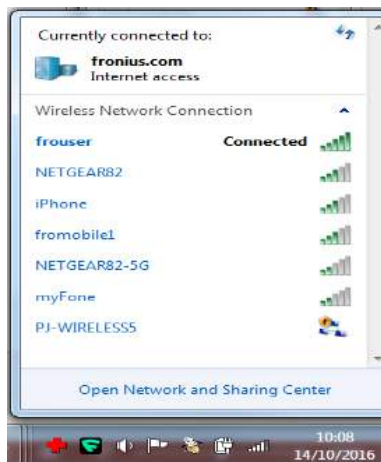 Currently connected to:
fronius.com
Internet access
Wireless Network Connection
frouser Connected
NETGEAR82
iPhone
fromobile1
NETGEAR82-5G
myFone
PJ-WIRELESS5
Open Network and Sharing Center
10:08
14/10/2016